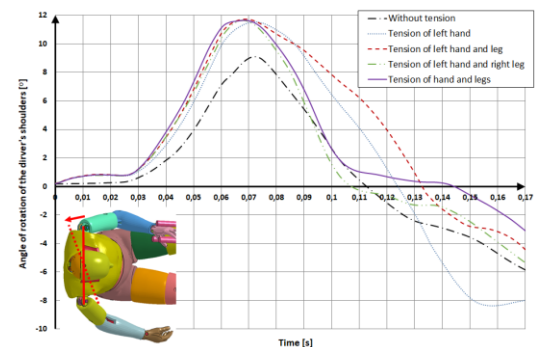 Without tension
Tension of left hand
Tension of left hand and leg
Tension of left hand and right leg
Tension of hand and legs
Angle of rotation of the dirver's shoulders [°]
12
10
8
6
4
2
0
-2
-4
-6
-8
-10
0 0,01 0,02 0,03 0,04 0,05 0,06 0,07 0,08 0,09 0,1 0,11 0,12 0,13 0,14 0,15 0,16 0,17
Time [s]